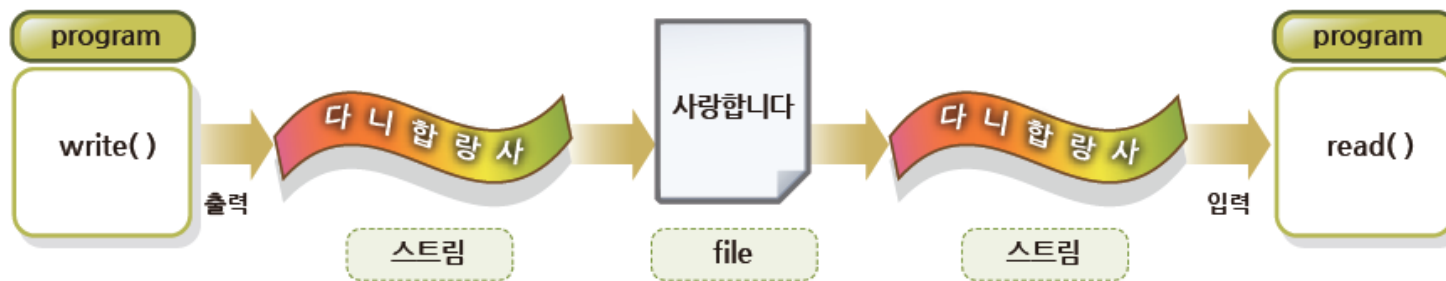 program
write( )
출력
다 니 합 랑 사
스트림
사랑합니다
file
다 니 합 랑 사
스트림
입력
program
read( )